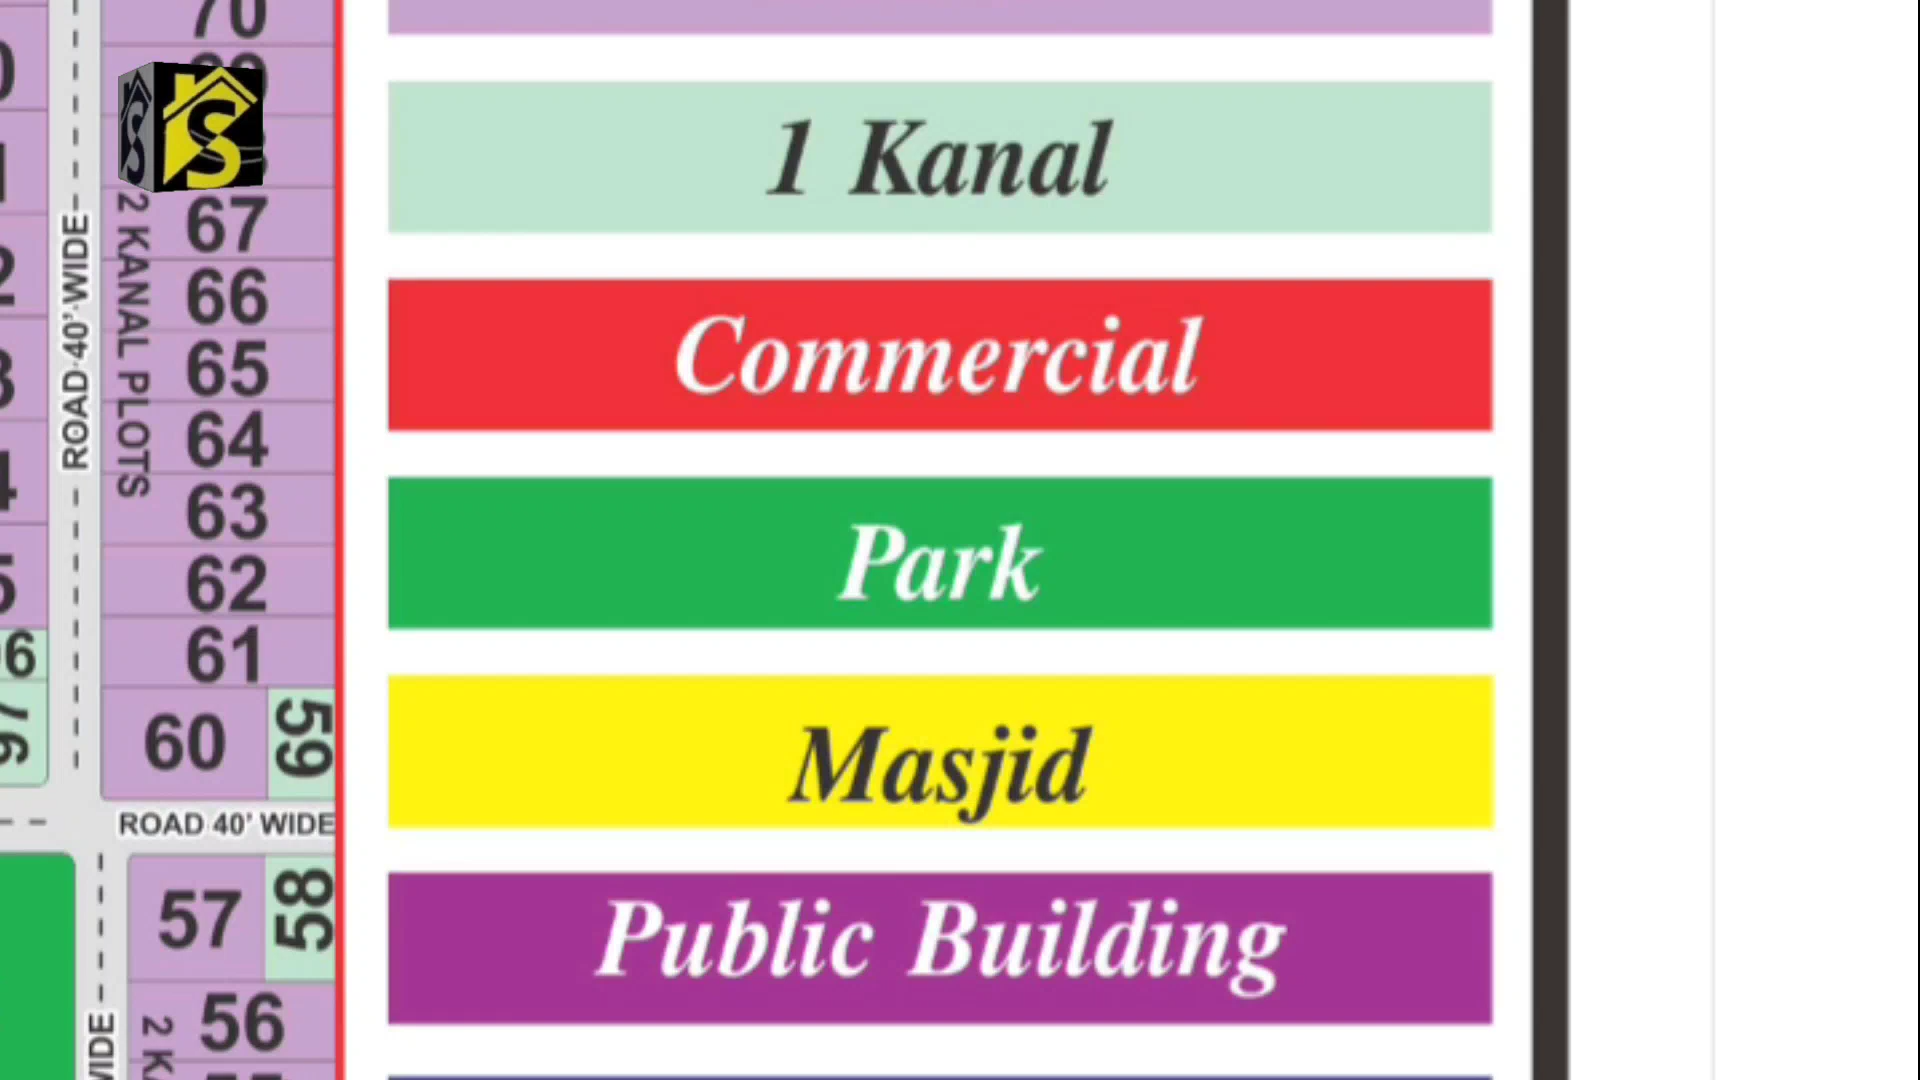 70
67
66
65
64
63
62
61
60
59
ROAD 40' WIDE
2 KANAL PLOTS
ROAD 40' WIDE
57
58
56
WIDE
S
1 Kanal
Commercial
Park
Masjid
Public Building